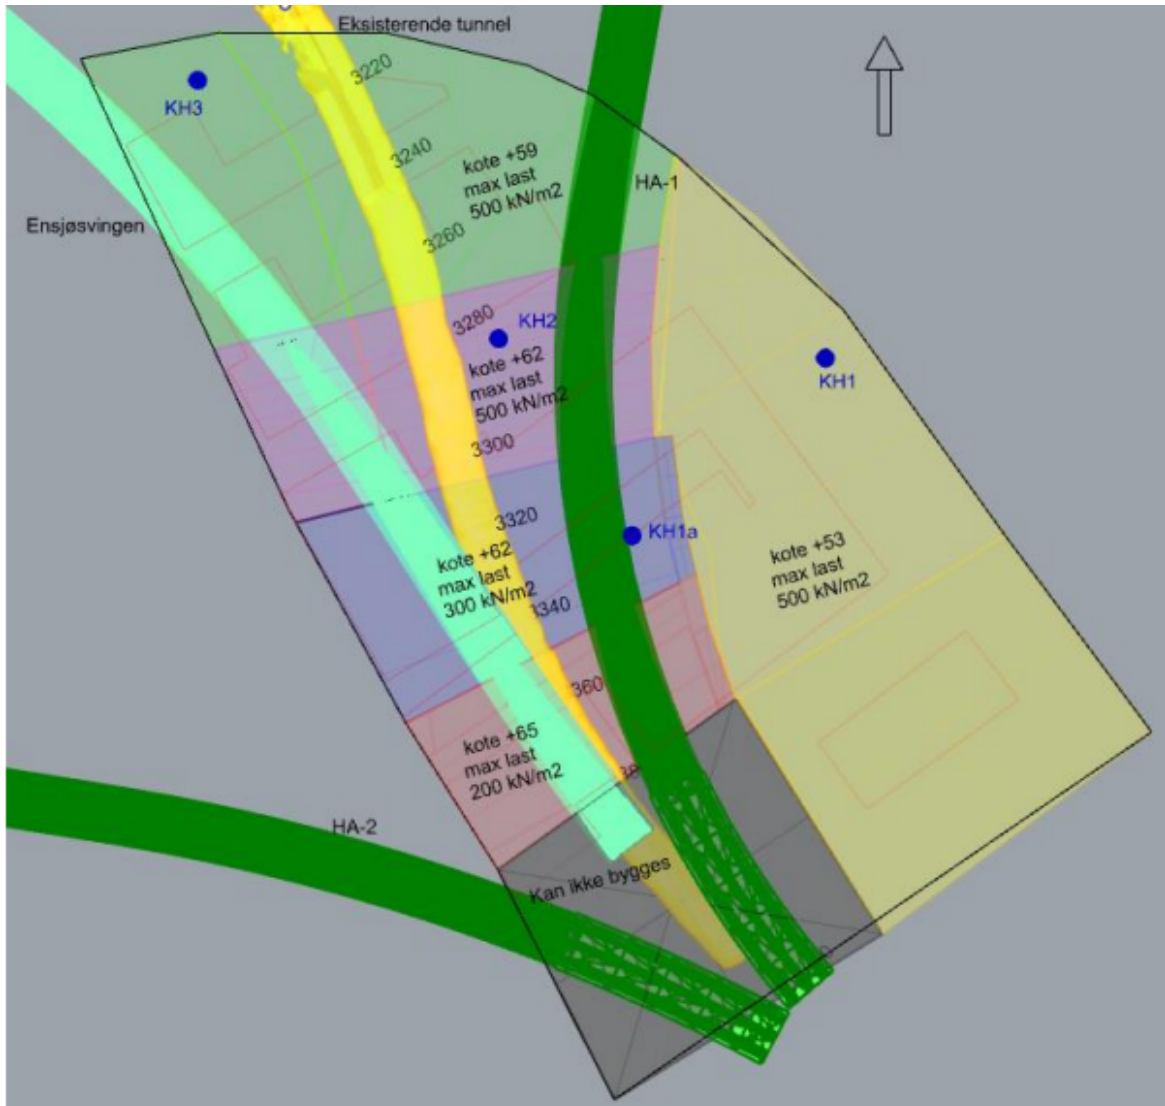 Eksisterende tunnel
3220
KH3
3240
kote +59
max last
500 kN/m2
HA-1
Ensjøsvingen
3260
3280
KH2
kote +62
max last
500 kN/m2
KH1
3300
3320
KH1a
kote +62
max last
300 kN/m2
kote +53
max last
500 kN/m2
3340
360
kote +65
max last
200 kN/m2
38
HA-2
Kan ikke bygges